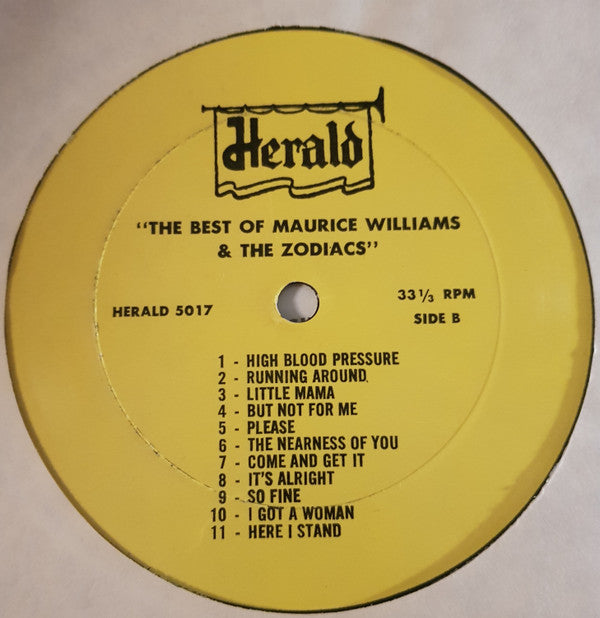 Herald
"THE BEST OF MAURICE WILLIAMS
& THE ZODIACS"
HERALD 5017
33 1/3 RPM
SIDE B
1 - HIGH BLOOD PRESSURE
2 - RUNNING AROUND
3 - LITTLE MAMA
4 - BUT NOT FOR ME
5 - PLEASE
6 - THE NEARNESS OF YOU
7 - COME AND GET IT
8 - IT'S ALRIGHT
9 - SO FINE
10 - I GOT A WOMAN
11 - HERE I STAND